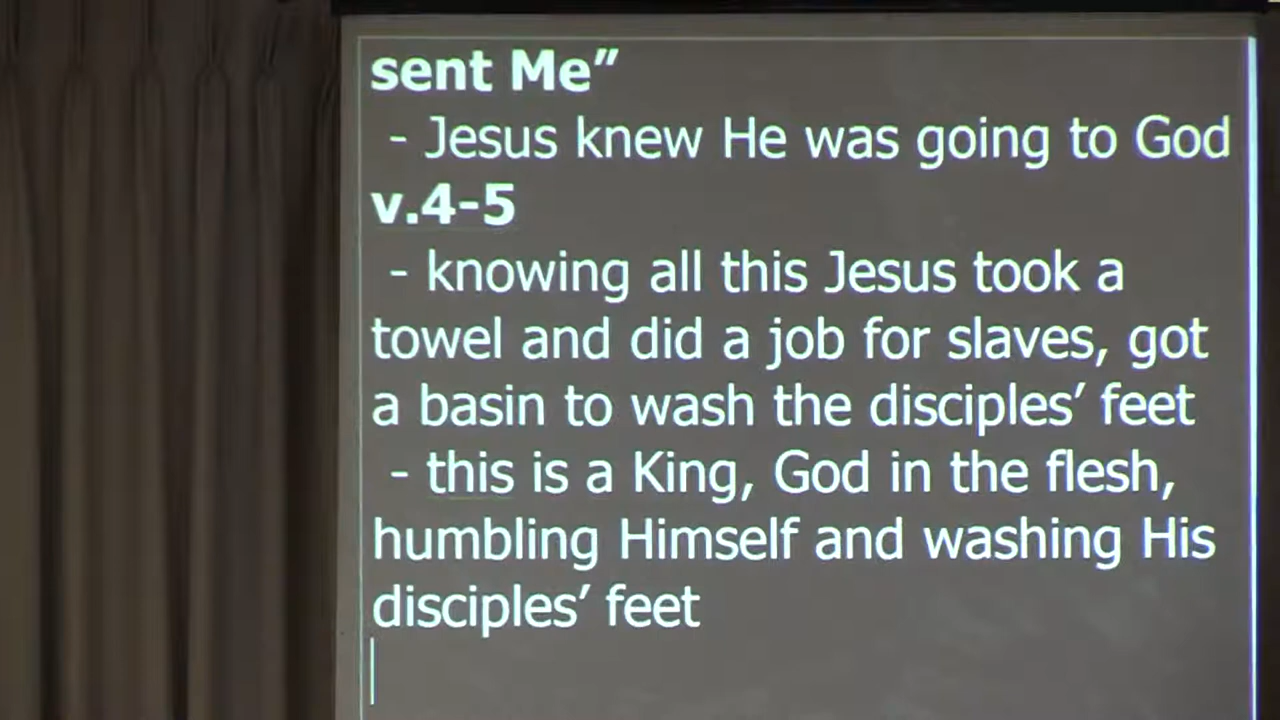 sent Me”
- Jesus knew He was going to God
v.4-5
- knowing all this Jesus took a
towel and did a job for slaves, got
a basin to wash the disciples’ feet
- this is a King, God in the flesh,
humbling Himself and washing His
disciples’ feet